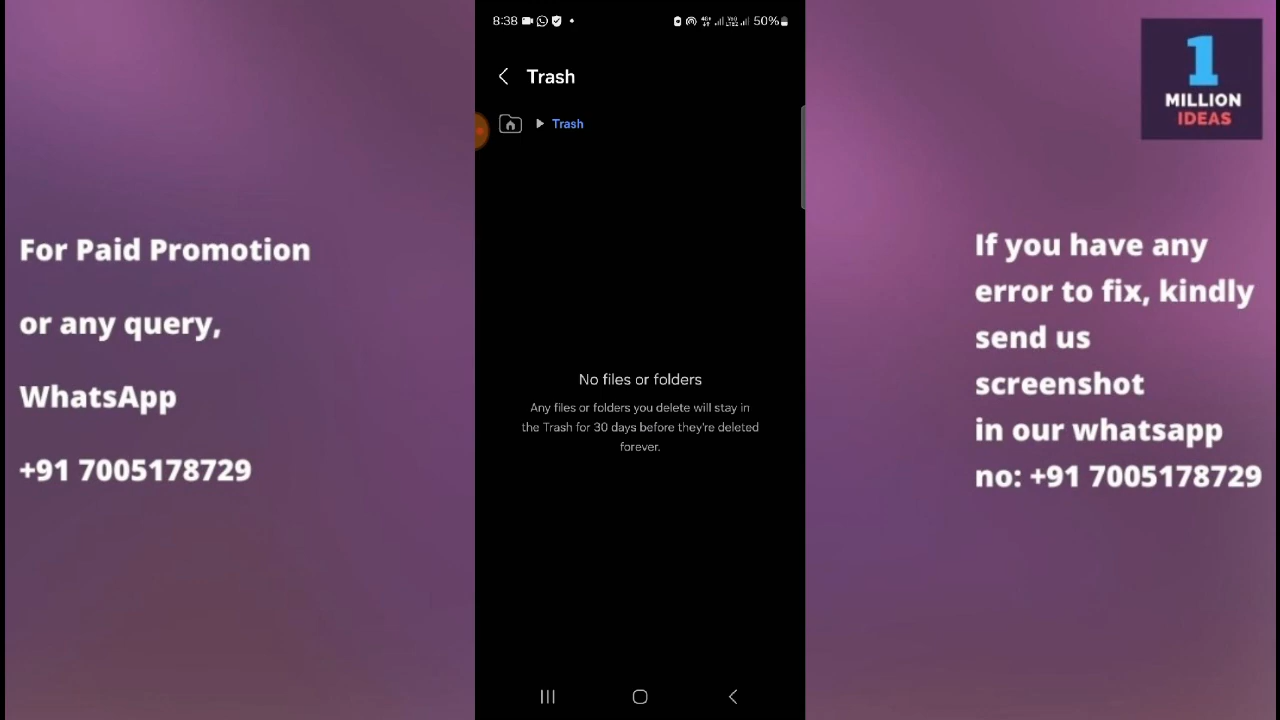 For Paid Promotion
or any query,
WhatsApp
+91 7005178729
8:38
50%
Trash
Trash
No files or folders
Any files or folders you delete will stay in
the Trash for 30 days before they're deleted
forever.
1
MILLION
IDEAS
If you have any
error to fix, kindly
send us
screenshot
in our whatsapp
no: +91 7005178729